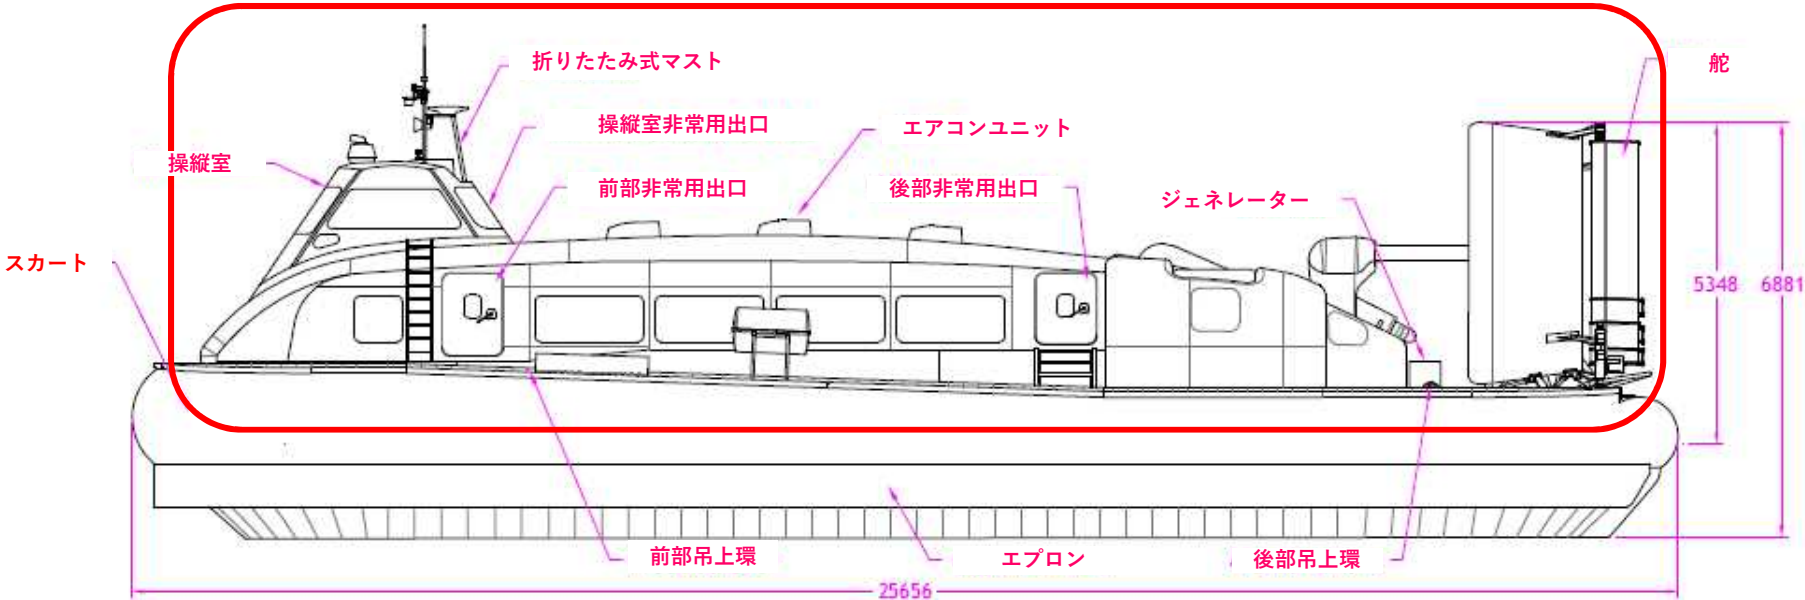 折りたたみ式マスト
舵
操縦室非常用出口
エアコンユニット
操縦室
前部非常用出口
後部非常用出口
ジェネレーター
スカート
5348
6881
前部吊上環
エプロン
後部吊上環
25656